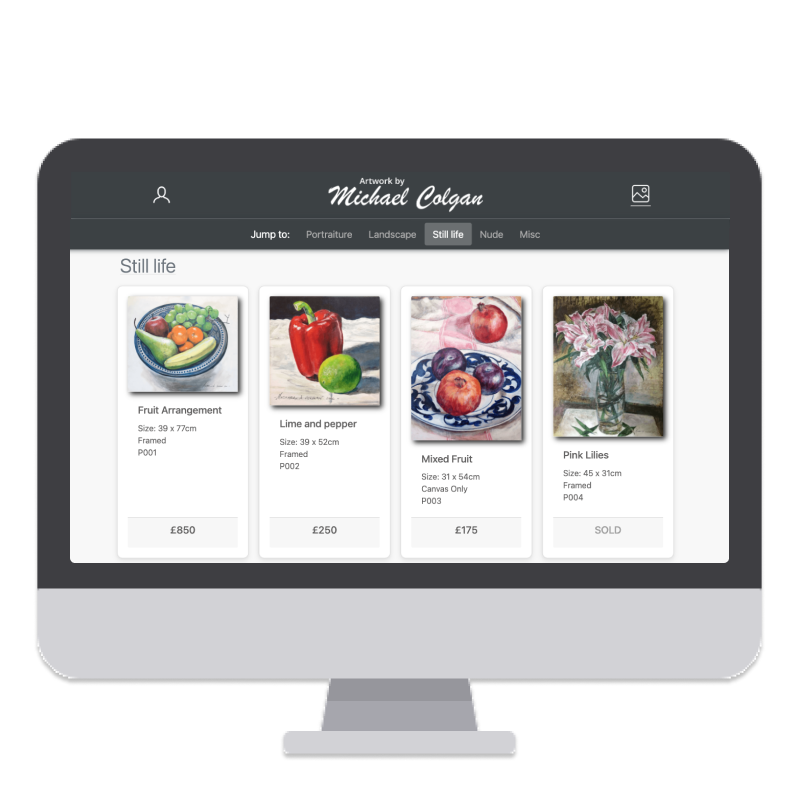 Artwork by
Michael Colgan
Jump to: Portraiture Landscape Still life Nude Misc
Still life
Fruit Arrangement
Size: 39 x 77cm
Framed
P001
£850
Lime and pepper
Size: 39 x 52cm
Framed
P002
£250
Mixed Fruit
Size: 31 x 54cm
Canvas Only
P003
£175
Pink Lilies
Size: 45 x 31cm
Framed
P004
SOLD